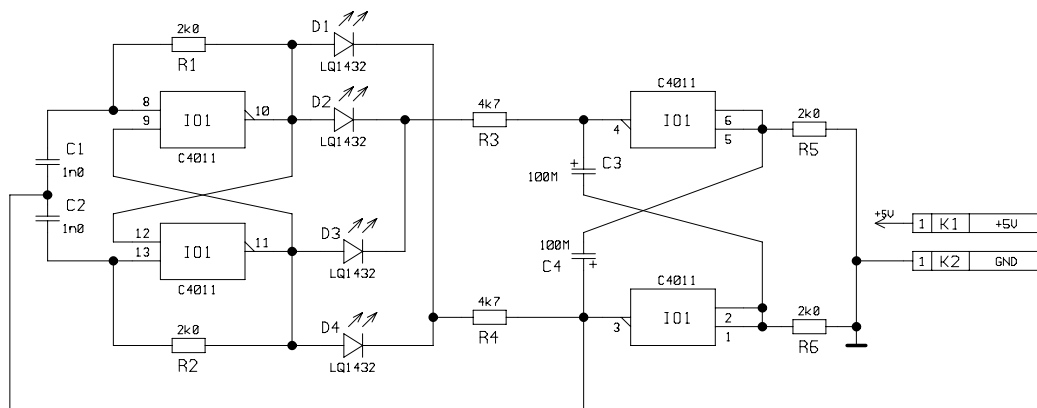 2k0
R1
D1
LQ1432
8
9
IO1
10
C4011
D2
LQ1432
4k7
R3
C4011
4
IO1
6
5
2k0
R5
C1
1n0
C2
1n0
C3
100M
12
13
IO1
11
C4011
D3
LQ1432
100M
C4
+5V
1 K1 +5V
1 K2 GND
2k0
R2
D4
LQ1432
4k7
R4
C4011
3
IO1
2
1
2k0
R6